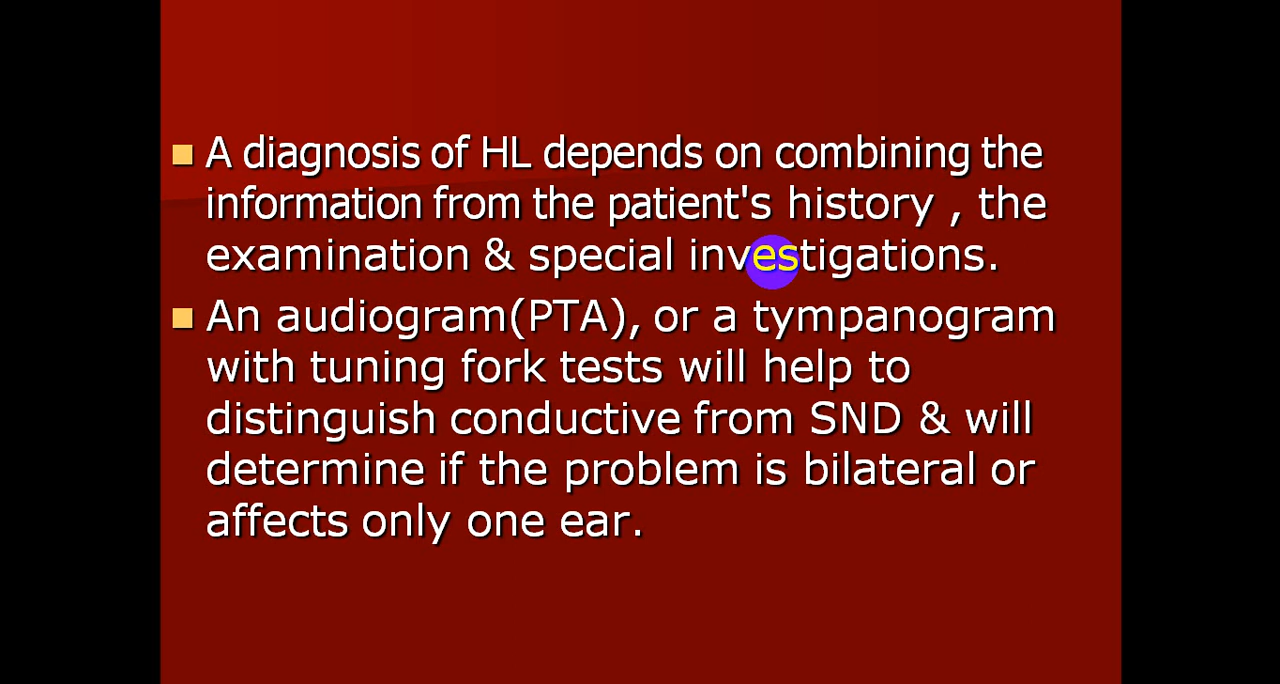 A diagnosis of HL depends on combining the
information from the patient's history , the
examination & special investigations.
An audiogram(PTA), or a tympanogram
with tuning fork tests will help to
distinguish conductive from SND & will
determine if the problem is bilateral or
affects only one ear.